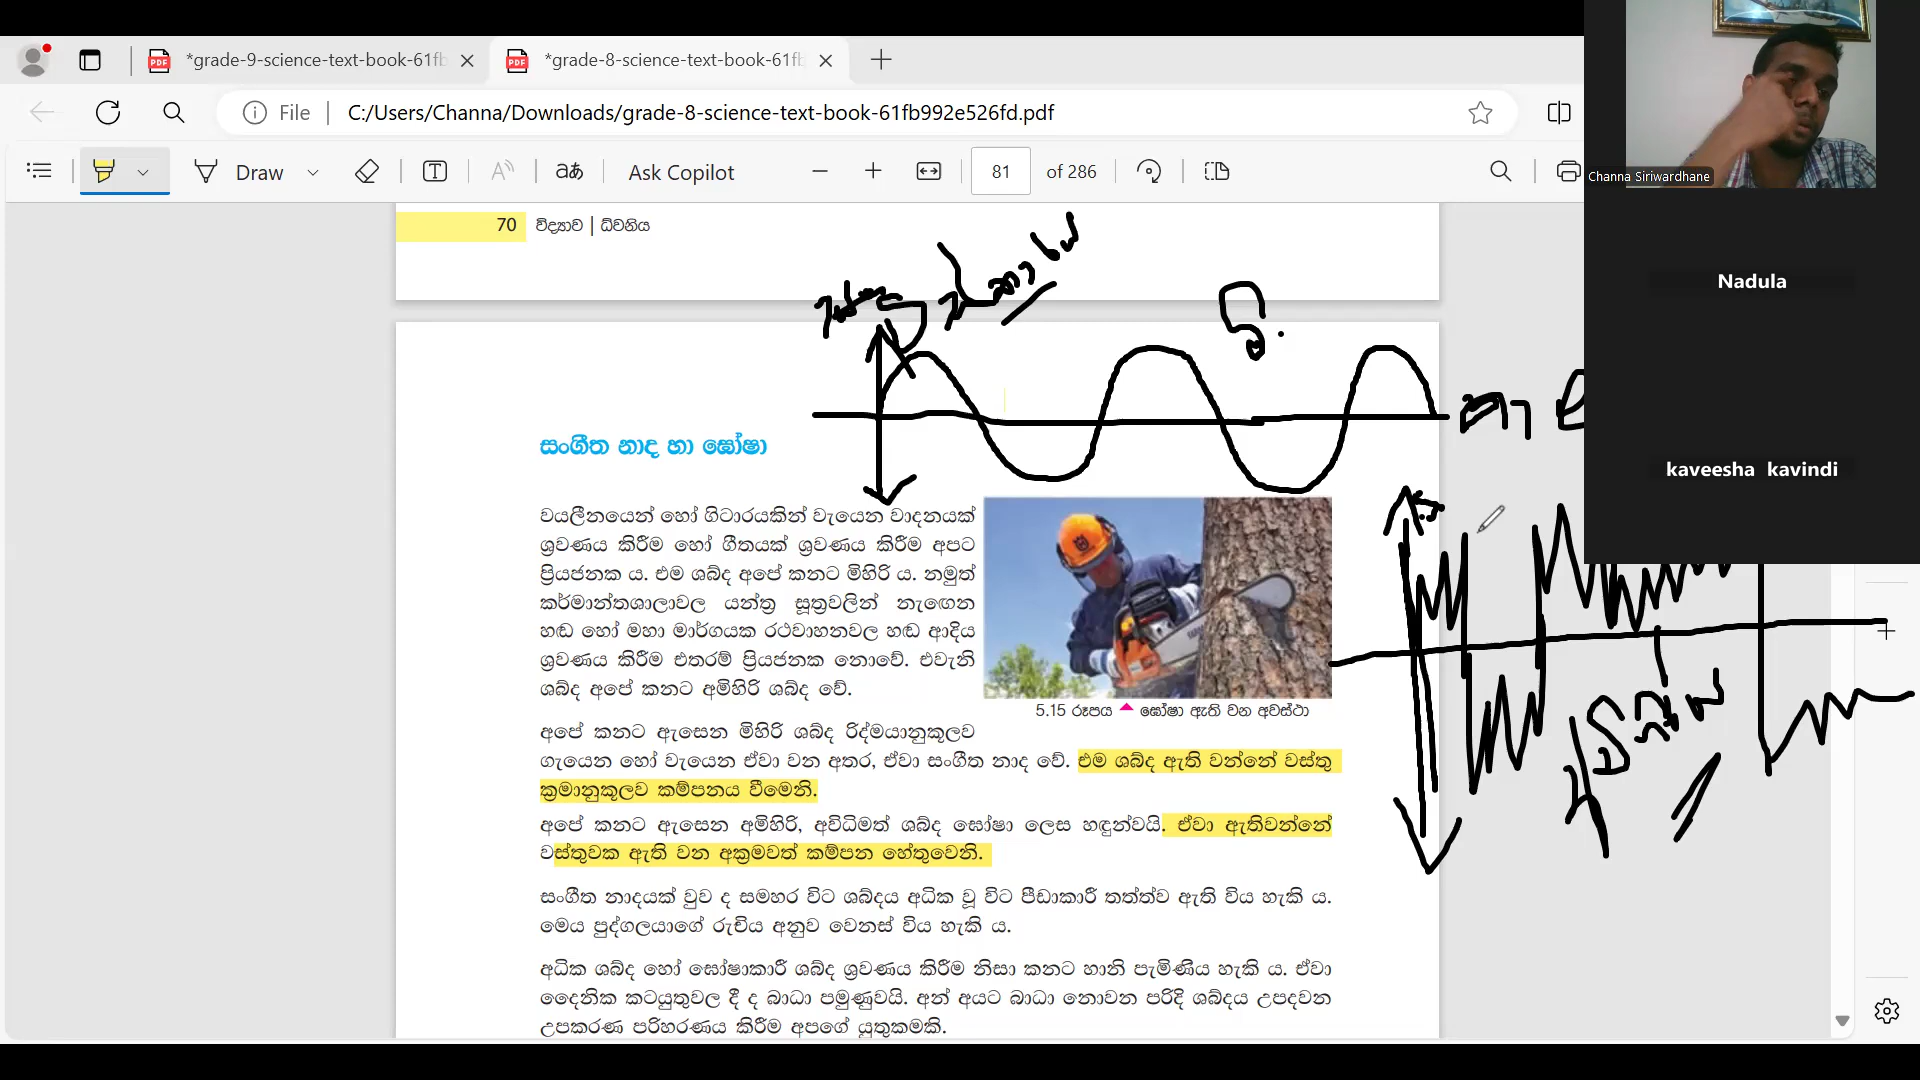 *grade-9-science-text-book-61fb
*grade-8-science-text-book-61fb
File
C:/Users/Channa/Downloads/grade-8-science-text-book-61fb992e526fd.pdf
Draw
Ask Copilot
81
of 286
Channa Siriwardhane
Nadula
kaveesha kavindi
70 විද්‍යාව | ධ්වනිය
සංගීත නාද හා ඝෝෂා
වයලීනයෙන් හෝ ගිටාරයකින් වැයෙන වාදනයක්
ශ්‍රවණය කිරීම හෝ ගීතයක් ශ්‍රවණය කිරීම අපට
ප්‍රියජනක ය. එම ශබ්ද අපේ කනට මිහිරි ය. නමුත්
කර්මාන්තශාලාවල යන්ත්‍ර සූත්‍රවලින් නැඟෙන
හඬ හෝ මහා මාර්ගයක රථවාහනවල හඬ ආදිය
ශ්‍රවණය කිරීම එතරම් ප්‍රියජනක නොවේ. එවැනි
ශබ්ද අපේ කනට අමිහිරි ශබ්ද වේ.
5.15 රූපය ඝෝෂා ඇති වන අවස්ථා
අපේ කනට ඇසෙන මිහිරි ශබ්ද රිද්මයානුකූලව
ගැයෙන හෝ වැයෙන ඒවා වන අතර, ඒවා සංගීත නාද වේ. එම ශබ්ද ඇති වන්නේ වස්තු
ක්‍රමානුකූලව කම්පනය වීමෙනි.
අපේ කනට ඇසෙන අමිහිරි, අවිධිමත් ශබ්ද ඝෝෂා ලෙස හඳුන්වයි. ඒවා ඇතිවන්නේ
වස්තුවක ඇති වන අක්‍රමවත් කම්පන හේතුවෙනි.
සංගීත නාදයක් වුව ද සමහර විට ශබ්දය අධික වූ විට පීඩාකාරී තත්ත්ව ඇති විය හැකි ය.
මෙය පුද්ගලයාගේ රුචිය අනුව වෙනස් විය හැකි ය.
අධික ශබ්ද හෝ ඝෝෂාකාරී ශබ්ද ශ්‍රවණය කිරීම නිසා කනට හානි පැමිණිය හැකි ය. ඒවා
දෛනික කටයුතුවල දී ද බාධා පමුණුවයි. අන් අයට බාධා නොවන පරිදි ශබ්දය උපදවන
උපකරණ පරිහරණය කිරීම අපගේ යුතුකමකි.